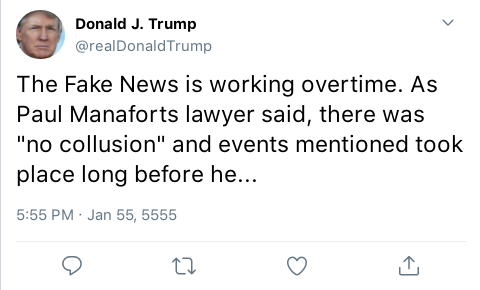 Donald J. Trump
@realDonaldTrump
The Fake News is working overtime. As
Paul Manaforts lawyer said, there was
"no collusion" and events mentioned took
place long before he...
5:55 PM · Jan 55, 5555